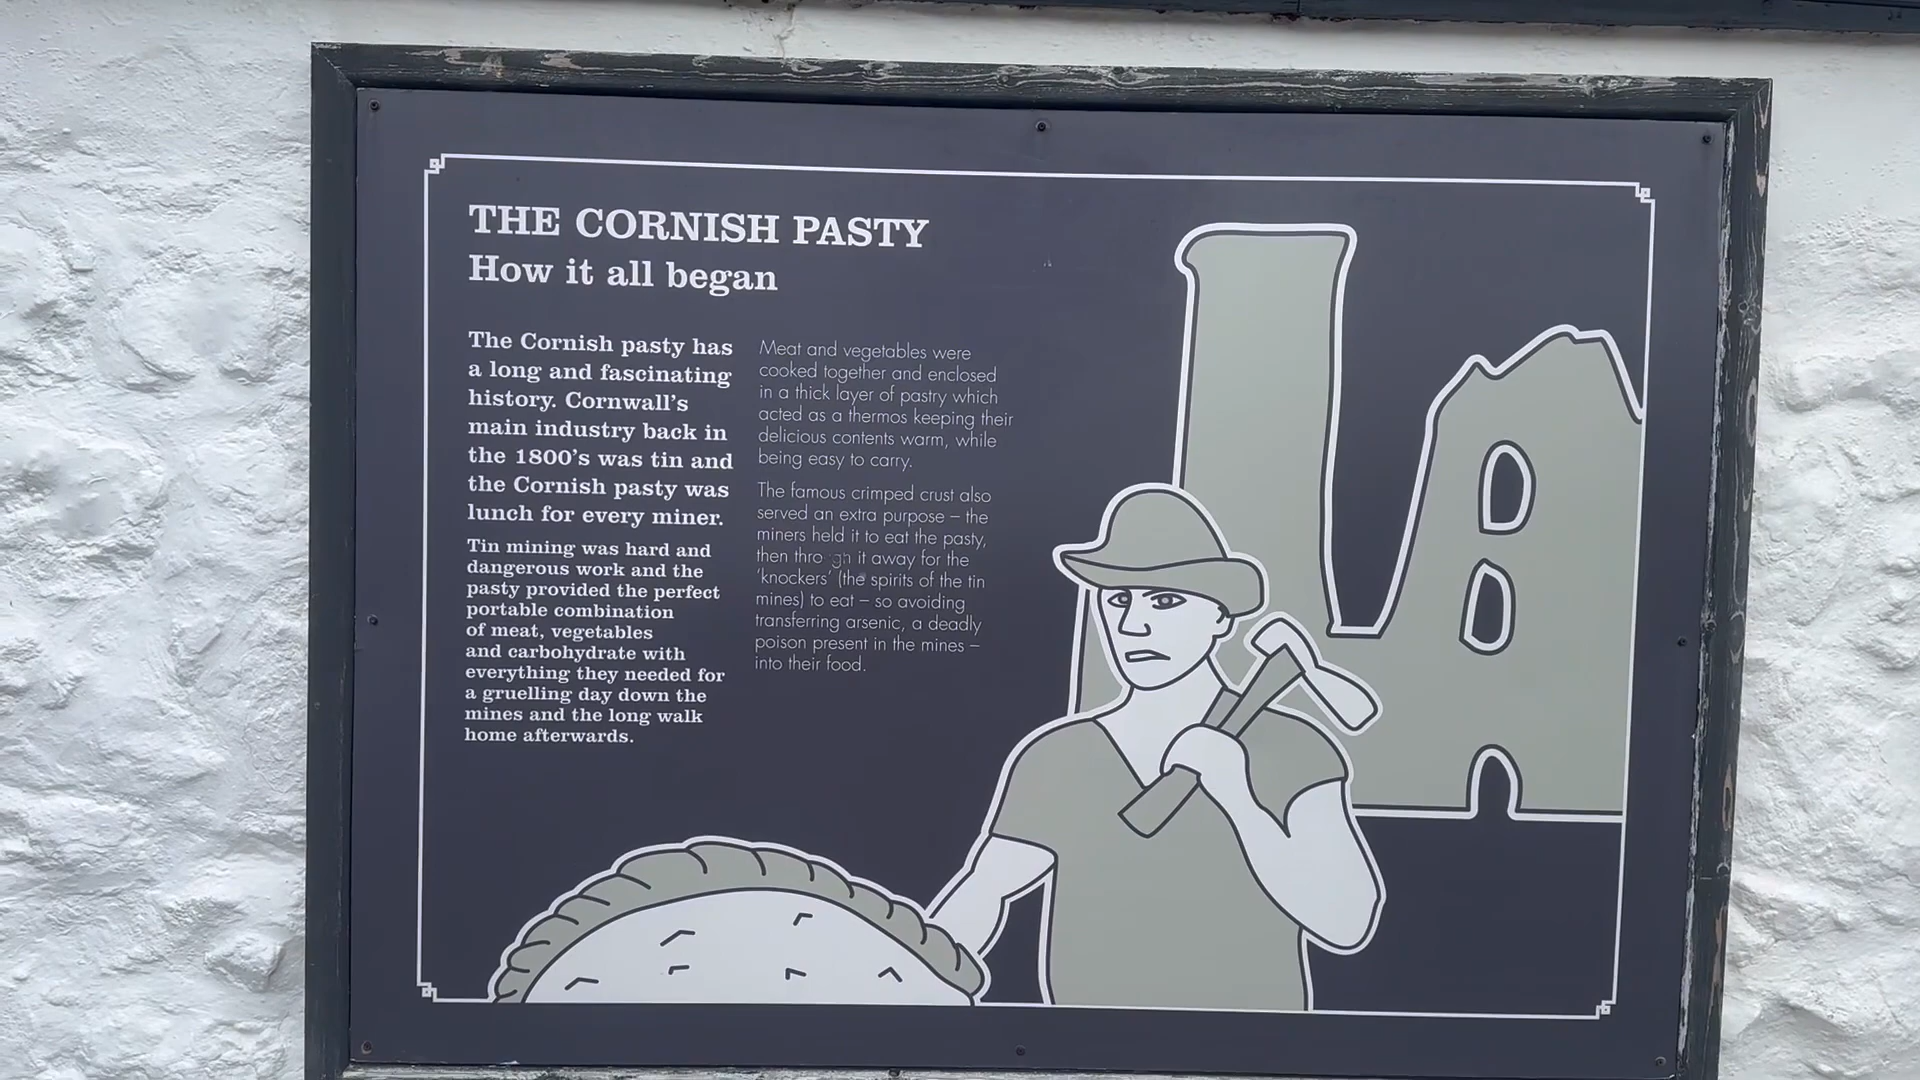 THE CORNISH PASTY
How it all began
The Cornish pasty has
a long and fascinating
history. Cornwall's
main industry back in
the 1800's was tin and
the Cornish pasty was
lunch for every miner.
Tin mining was hard and
dangerous work and the
pasty provided the perfect
portable combination
of meat, vegetables
and carbohydrate with
everything they needed for
a gruelling day down the
mines and the long walk
home afterwards.
Meat and vegetables were
cooked together and enclosed
in a thick layer of pastry which
acted as a thermos keeping their
delicious contents warm, while
being easy to carry.
The famous crimped crust also
served an extra purpose – the
miners held it to eat the pasty,
then it away for the
'knockers' (the spirits of the tin
mines) to eat – so avoiding
transferring arsenic, a deadly
poison present in the mines –
into their food.